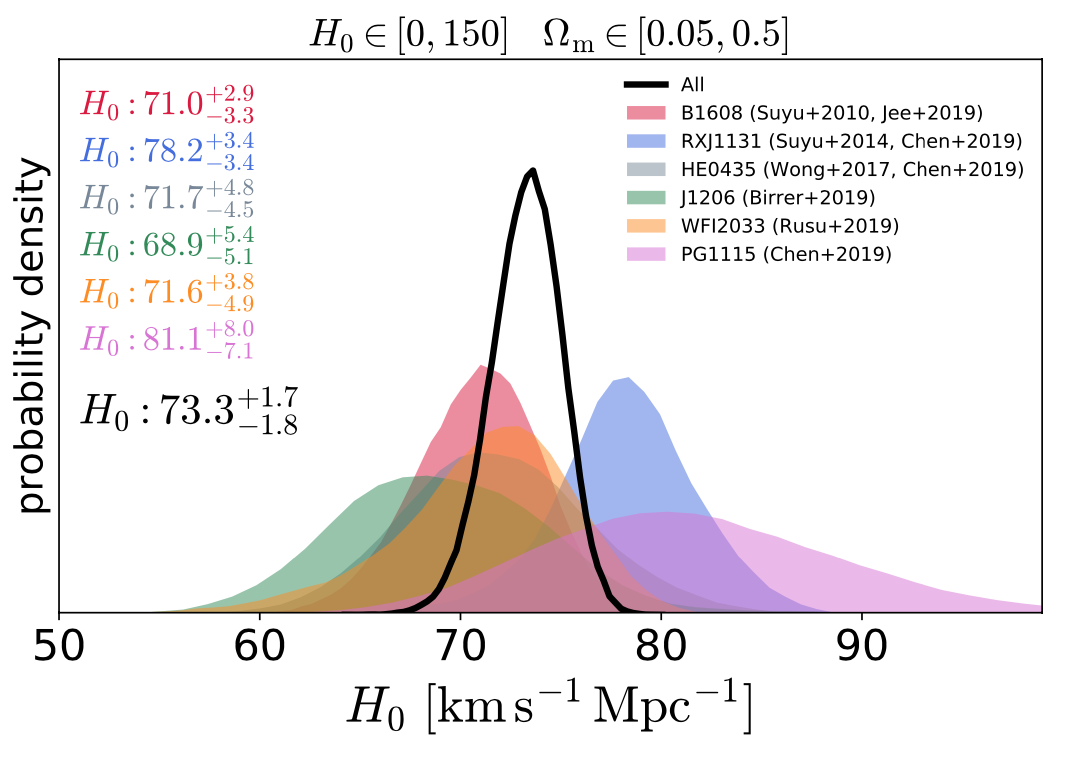 H₀ ∈ [0, 150] Ωₘ ∈ [0.05, 0.5]
H₀ : 71.0 +2.9 −3.3
H₀ : 78.2 +3.4 −3.4
H₀ : 71.7 +4.8 −4.5
H₀ : 68.9 +5.4 −5.1
H₀ : 71.6 +3.8 −4.9
H₀ : 81.1 +8.0 −7.1
H₀ : 73.3 +1.7 −1.8
All
B1608 (Suyu+2010, Jee+2019)
RXJ1131 (Suyu+2014, Chen+2019)
HE0435 (Wong+2017, Chen+2019)
J1206 (Birrer+2019)
WFI2033 (Rusu+2019)
PG1115 (Chen+2019)
probability density
50 60 70 80 90
H₀ [km s⁻¹ Mpc⁻¹]